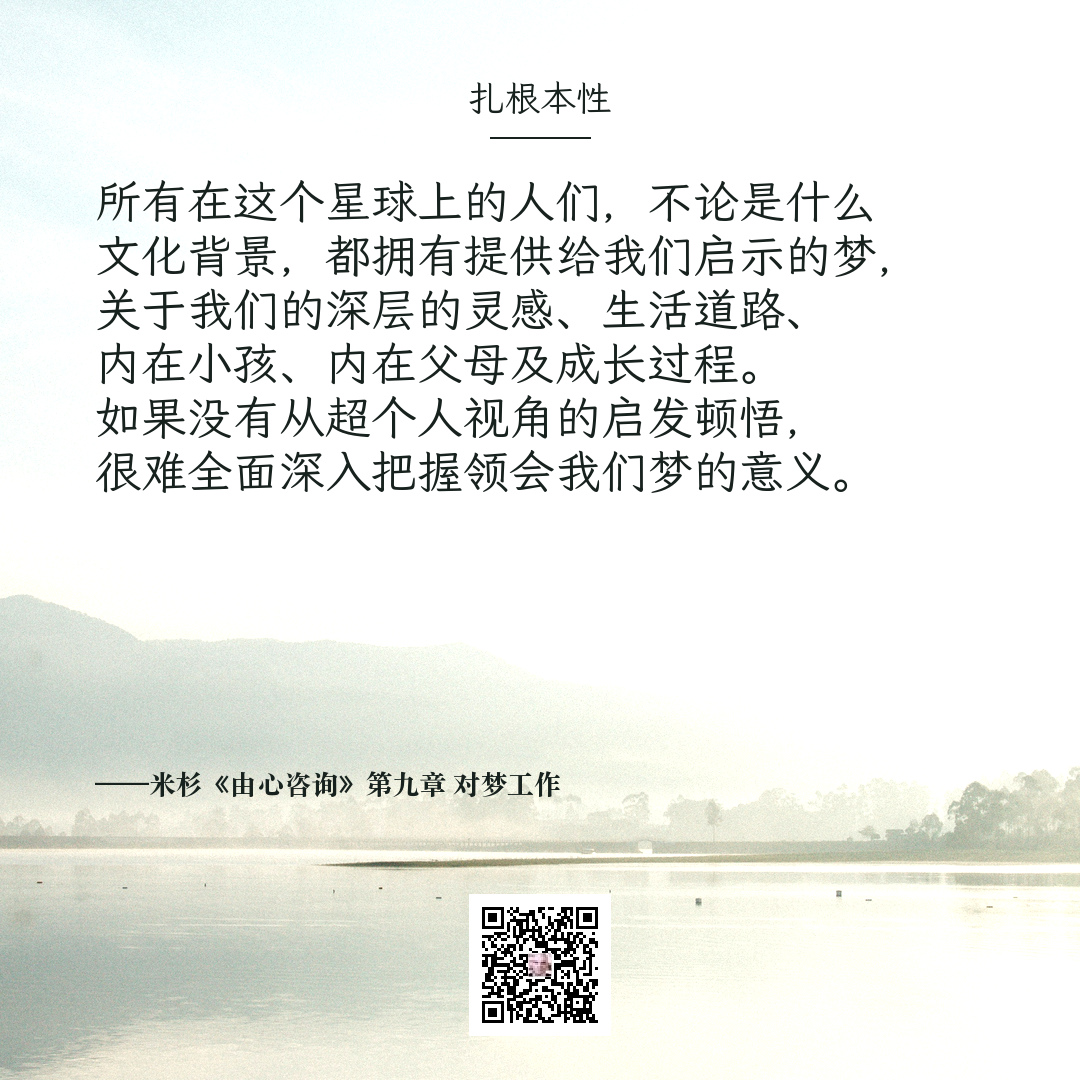 扎根本性
所有在这个星球上的人们，不论是什么
文化背景，都拥有提供给我们启示的梦，
关于我们的深层的灵感、生活道路、
内在小孩、内在父母及成长过程。
如果没有从超个人视角的启发顿悟，
很难全面深入把握领会我们梦的意义。
——米杉《由心咨询》第九章 对梦工作